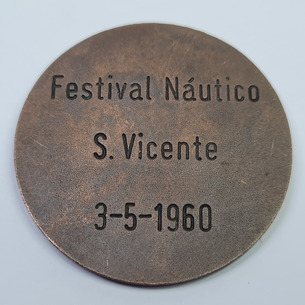 Festival Náutico
S. Vicente
3-5-1960